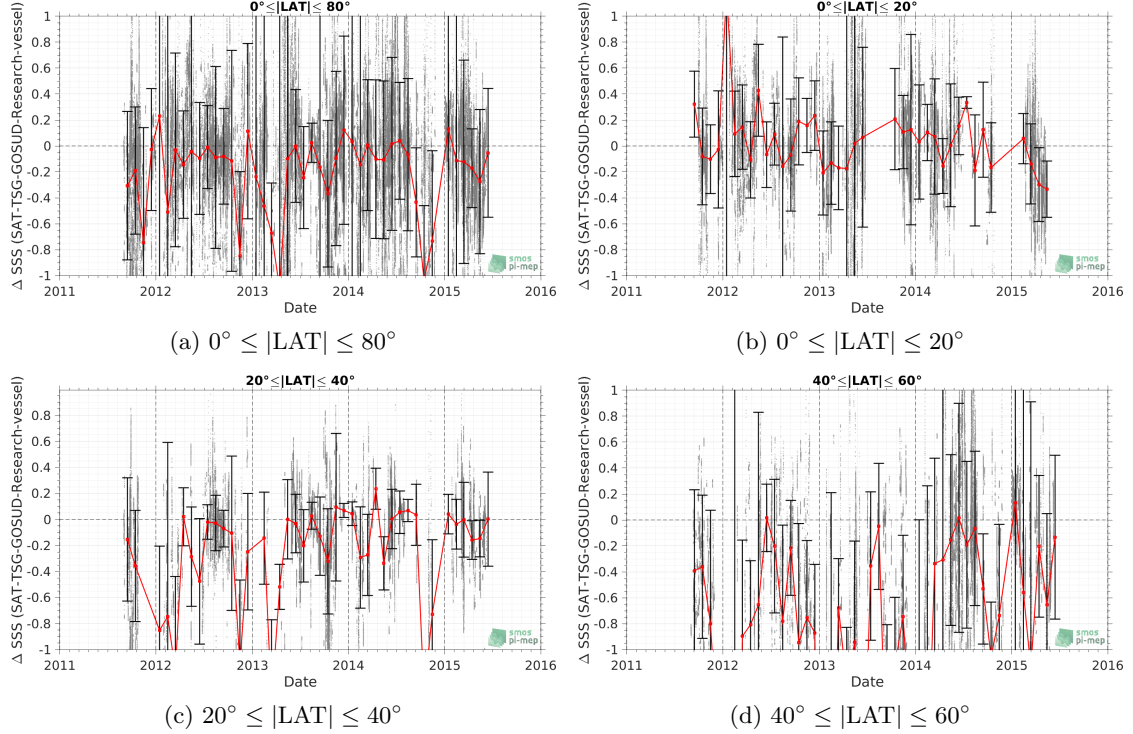 0°≤|LAT|≤ 80°
Δ SSS (SAT-TSG-GOSUD-Research-vessel)
1
0.8
0.6
0.4
0.2
0
-0.2
-0.4
-0.6
-0.8
-1
2011 2012 2013 2014 2015 2016
Date
smos
pi-mep
(a) 0° ≤ |LAT| ≤ 80°
0°≤|LAT|≤ 20°
Δ SSS (SAT-TSG-GOSUD-Research-vessel)
1
0.8
0.6
0.4
0.2
0
-0.2
-0.4
-0.6
-0.8
-1
2011 2012 2013 2014 2015 2016
Date
smos
pi-mep
(b) 0° ≤ |LAT| ≤ 20°
20°≤|LAT|≤ 40°
Δ SSS (SAT-TSG-GOSUD-Research-vessel)
0.8
0.6
0.4
0.2
0
-0.2
-0.4
-0.6
-0.8
-1
2011 2012 2013 2014 2015 2016
Date
smos
pi-mep
(c) 20° ≤ |LAT| ≤ 40°
40°≤|LAT|≤ 60°
Δ SSS (SAT-TSG-GOSUD-Research-vessel)
0.8
0.6
0.4
0.2
0
-0.2
-0.4
-0.6
-0.8
-1
2011 2012 2013 2014 2015 2016
Date
smos
pi-mep
(d) 40° ≤ |LAT| ≤ 60°